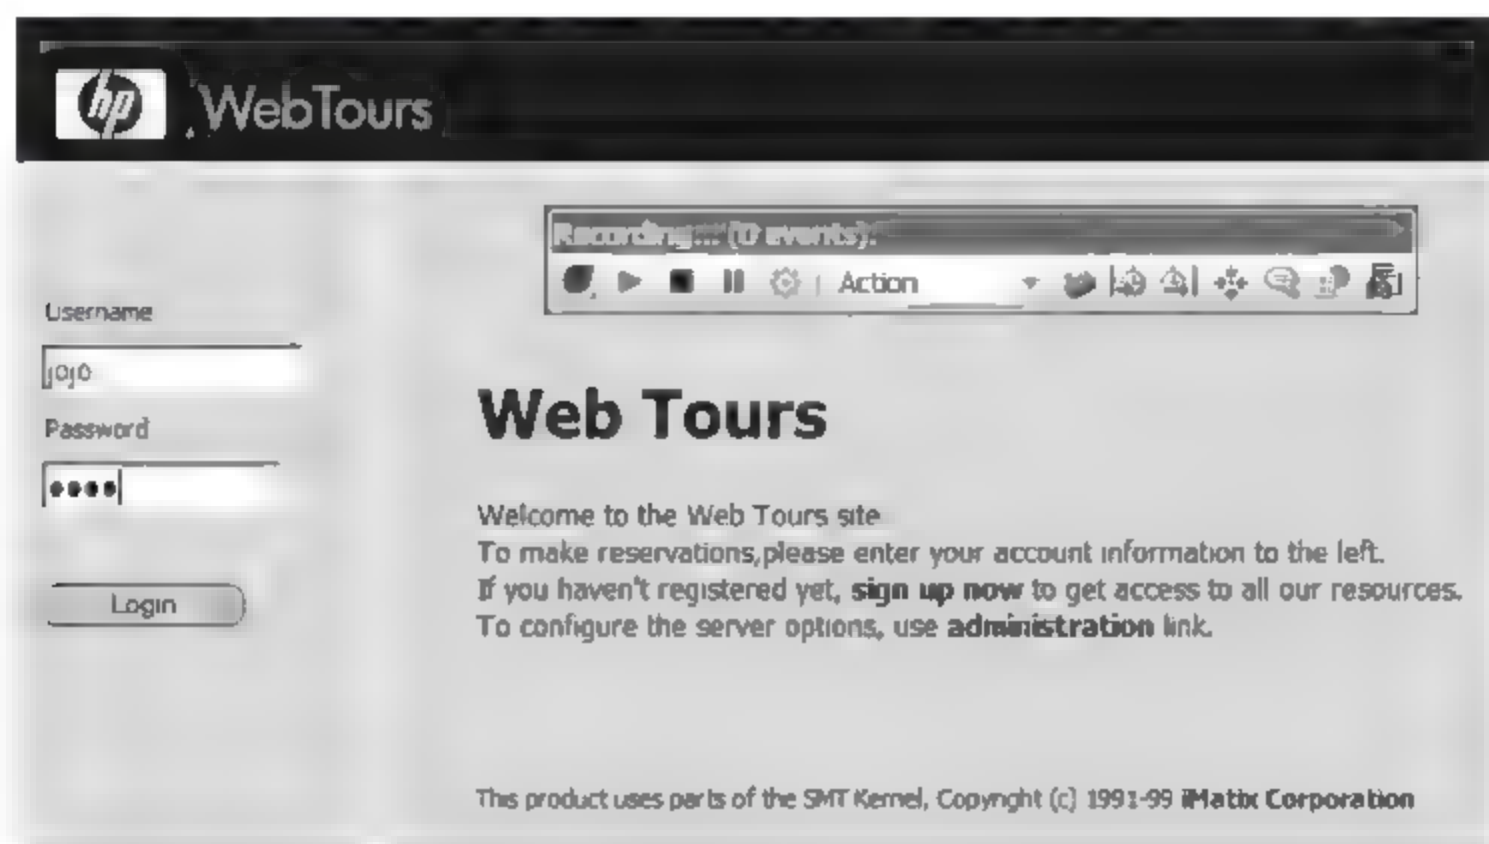 hp WebTours
Recording... (0 events).
Action
Username
jojo
Password
Login
Web Tours
Welcome to the Web Tours site
To make reservations,please enter your account information to the left.
If you haven't registered yet, sign up now to get access to all our resources.
To configure the server options, use administration link.
This product uses parts of the SMT Kernel, Copyright (c) 1991-99 iMatix Corporation